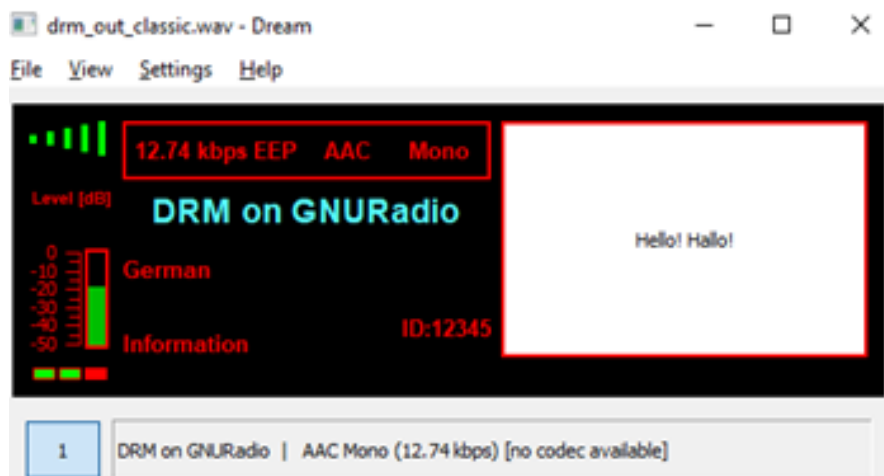 drm_out_classic.wav - Dream
File View Settings Help
12.74 kbps EEP AAC Mono
Level [dB]
DRM on GNURadio
Hello! Hallo!
0
-10
-20
-30
-40
-50
German
ID:12345
Information
1 DRM on GNURadio | AAC Mono (12.74 kbps) [no codec available]